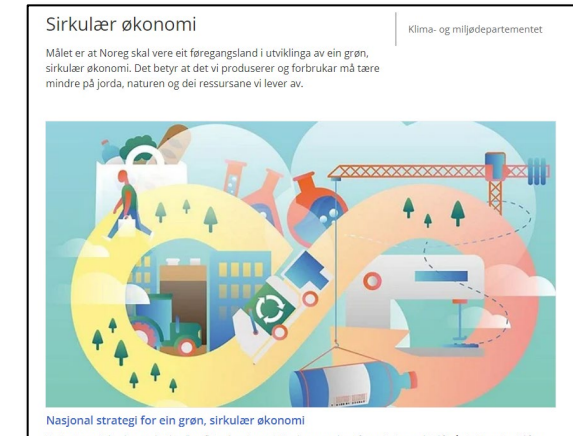 Sirkulær økonomi
Klima- og miljødepartementet
Målet er at Noreg skal vere eit føregangsland i utviklinga av ein grøn,
sirkulær økonomi. Det betyr at det vi produserer og forbrukar må tære
mindre på jorda, naturen og dei ressursane vi lever av.
Nasjonal strategi for ein grøn, sirkulær økonomi